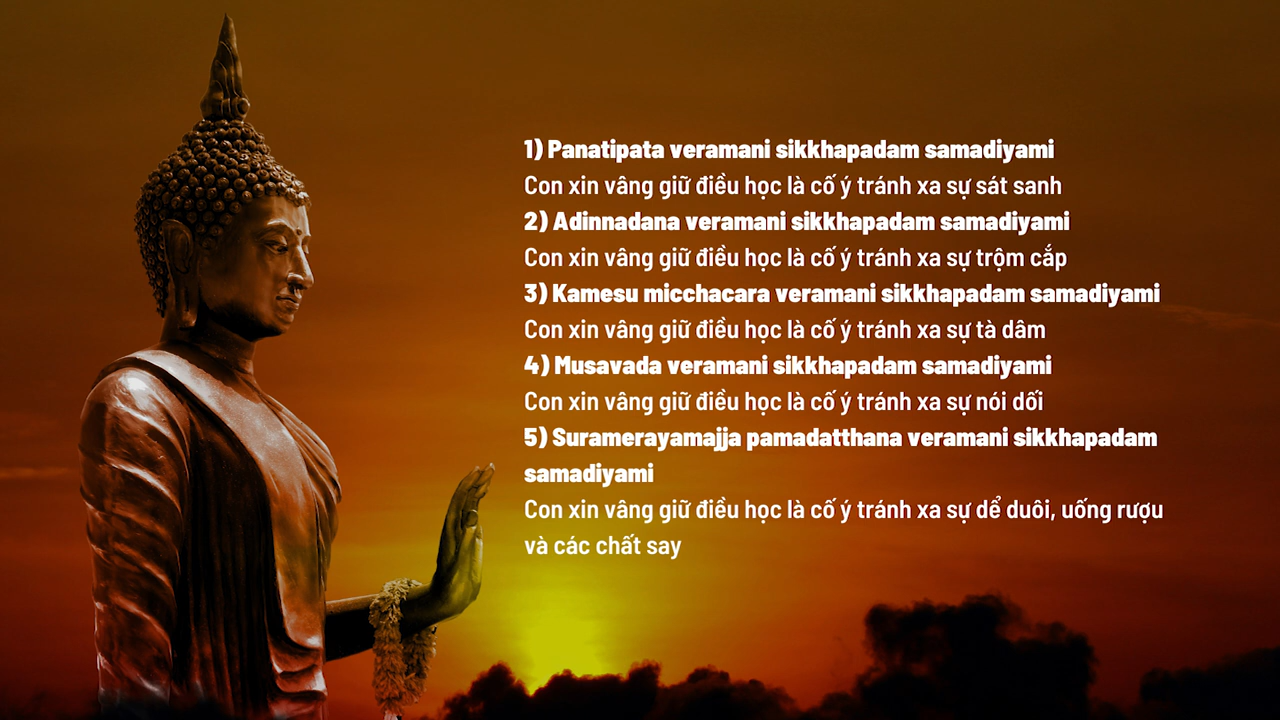 1) Panatipata veramani sikkhapadam samadiyami
Con xin vâng giữ điều học là cố ý tránh xa sự sát sanh
2) Adinnadana veramani sikkhapadam samadiyami
Con xin vâng giữ điều học là cố ý tránh xa sự trộm cắp
3) Kamesu micchacara veramani sikkhapadam samadiyami
Con xin vâng giữ điều học là cố ý tránh xa sự tà dâm
4) Musavada veramani sikkhapadam samadiyami
Con xin vâng giữ điều học là cố ý tránh xa sự nói dối
5) Suramerayamajja pamadatthana veramani sikkhapadam
samadiyami
Con xin vâng giữ điều học là cố ý tránh xa sự dể duôi, uống rượu
và các chất say